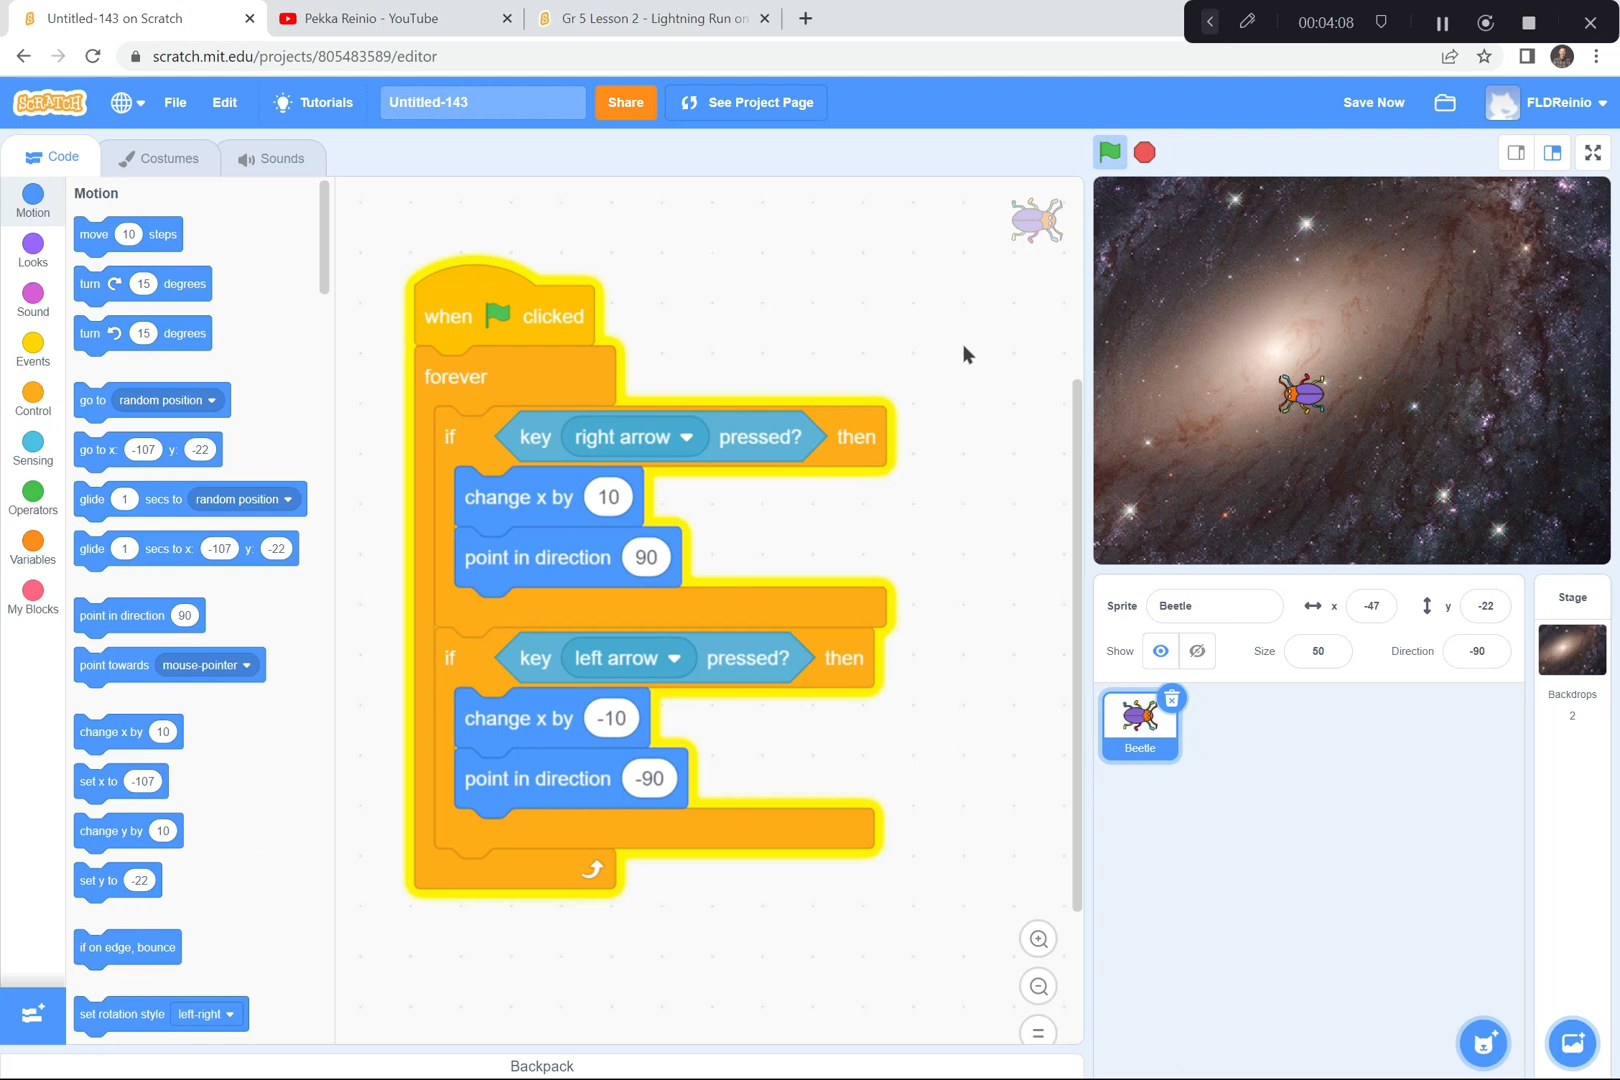 Untitled-143 on Scratch
Pekka Reinio - YouTube
Gr 5 Lesson 2 - Lightning Run on
00:04:08
scratch.mit.edu/projects/805483589/editor
SCRATCH
File
Edit
Tutorials
Untitled-143
Share
See Project Page
Save Now
FLDReinio
Code
Costumes
Sounds
Motion
Looks
Sound
Events
Control
Sensing
Operators
Variables
My Blocks
Motion
move 10 steps
turn 15 degrees
turn 15 degrees
go to random position
go to x: -107 y: -22
glide 1 secs to random position
glide 1 secs to x: -107 y: -22
point in direction 90
point towards mouse-pointer
change x by 10
set x to -107
change y by 10
set y to -22
if on edge, bounce
set rotation style left-right
when clicked
forever
if key right arrow pressed? then
change x by 10
point in direction 90
if key left arrow pressed? then
change x by -10
point in direction -90
Backpack
Sprite Beetle x -47 y -22
Show Size 50 Direction -90
Beetle
Stage
Backdrops
2